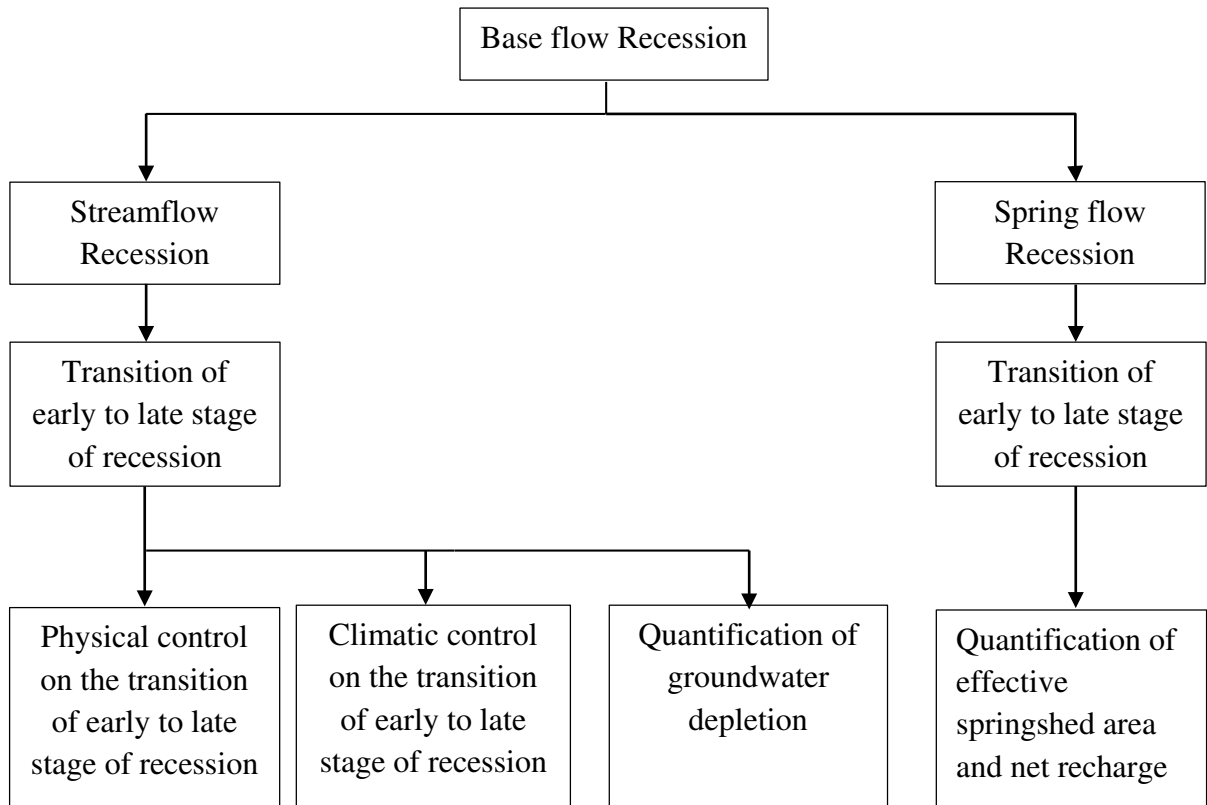 Base flow Recession
Streamflow
Recession
Spring flow
Recession
Transition of
early to late stage
of recession
Transition of
early to late stage
of recession
Physical control
on the transition
of early to late
stage of recession
Climatic control
on the transition
of early to late
stage of recession
Quantification of
groundwater
depletion
Quantification of
effective
springshed area
and net recharge